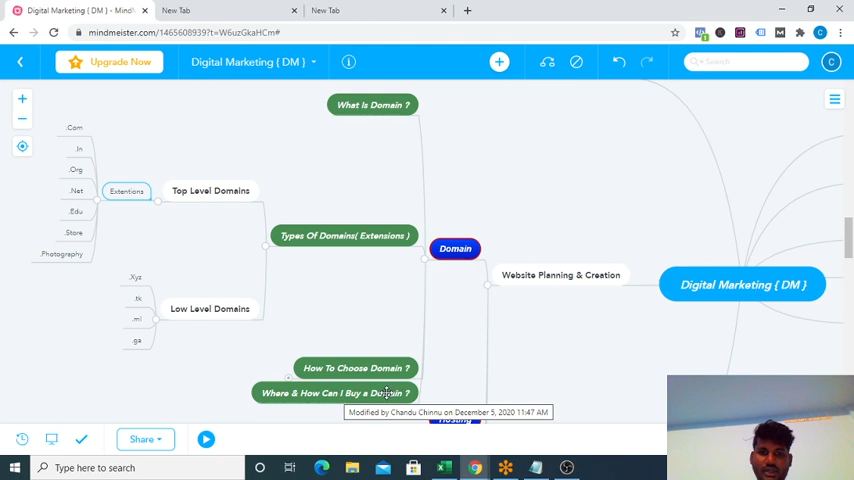 Digital Marketing ( DM ) - MindM
New Tab
New Tab
mindmeister.com/1465608939?t=W6uzGkaHCm#
Upgrade Now
Digital Marketing { DM }
Search
C
What Is Domain ?
.Com
.In
.Org
.Net
.Edu
.Store
.Photography
Extentions
Top Level Domains
Types Of Domains( Extensions )
Domain
Website Planning & Creation
Digital Marketing { DM }
.Xyz
.tk
.ml
.ga
Low Level Domains
How To Choose Domain ?
Where & How Can I Buy a Domain ?
Modified by Chandu Chinnu on December 5, 2020 11:47 AM
Hosting
Share
Type here to search